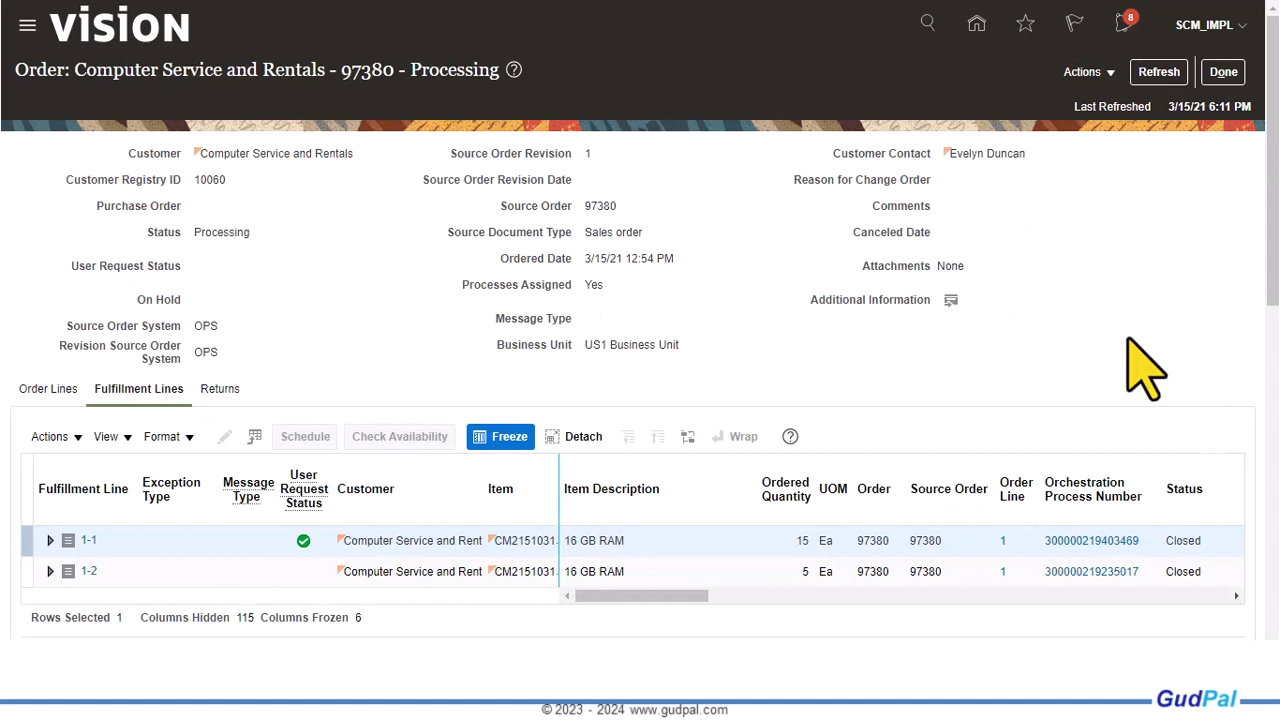 vision
8
SCM_IMPL
Order: Computer Service and Rentals - 97380 - Processing
Actions
Refresh
Done
Last Refreshed 3/15/21 6:11 PM
Customer Computer Service and Rentals
Customer Registry ID 10060
Purchase Order
Status Processing
User Request Status
On Hold
Source Order System OPS
Revision Source Order
System OPS
Source Order Revision 1
Source Order Revision Date
Source Order 97380
Source Document Type Sales order
Ordered Date 3/15/21 12:54 PM
Processes Assigned Yes
Message Type
Business Unit US1 Business Unit
Customer Contact Evelyn Duncan
Reason for Change Order
Comments
Canceled Date
Attachments None
Additional Information
Order Lines Fulfillment Lines Returns
Actions View Format Schedule Check Availability Freeze Detach Wrap
Fulfillment Line
Exception
Type
Message
Type
User
Request
Status
Customer
Item
Item Description
Ordered
Quantity
UOM
Order
Source Order
Order
Line
Orchestration
Process Number
Status
1-1 Computer Service and Rent CM2151031. 16 GB RAM 15 Ea 97380 97380 1 300000219403469 Closed
1-2 Computer Service and Rent CM2151031. 16 GB RAM 5 Ea 97380 97380 1 300000219235017 Closed
Rows Selected 1 Columns Hidden 115 Columns Frozen 6
GudPal
© 2023 - 2024 www.gudpal.com